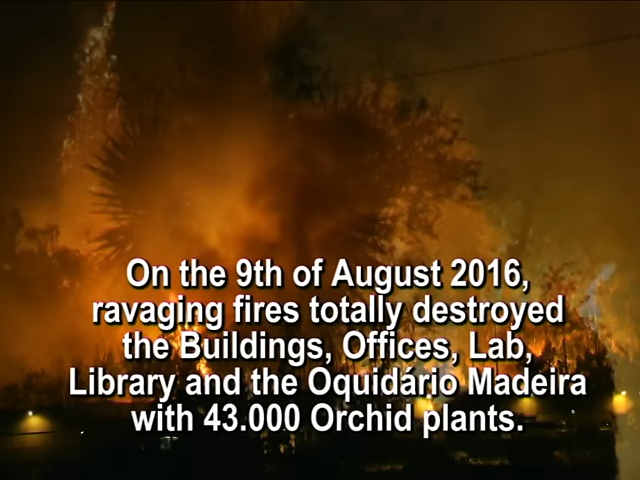 On the 9th of August 2016,
ravaging fires totally destroyed
the Buildings, Offices, Lab,
Library and the Oquidário Madeira
with 43.000 Orchid plants.